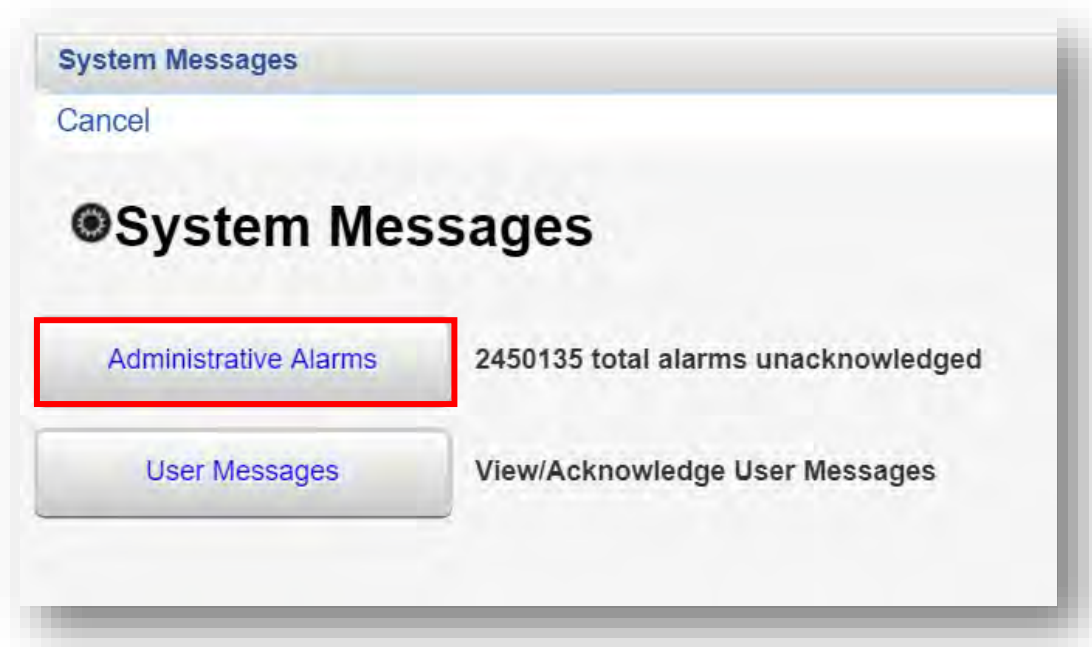 System Messages
Cancel
System Messages
Administrative Alarms 2450135 total alarms unacknowledged
User Messages View/Acknowledge User Messages